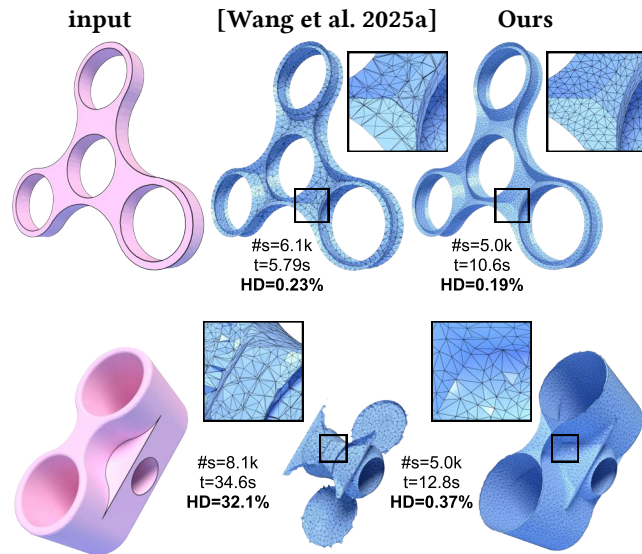 input
[Wang et al. 2025a]
Ours
#s=6.1k
t=5.79s
HD=0.23%
#s=5.0k
t=10.6s
HD=0.19%
#s=8.1k
t=34.6s
HD=32.1%
#s=5.0k
t=12.8s
HD=0.37%